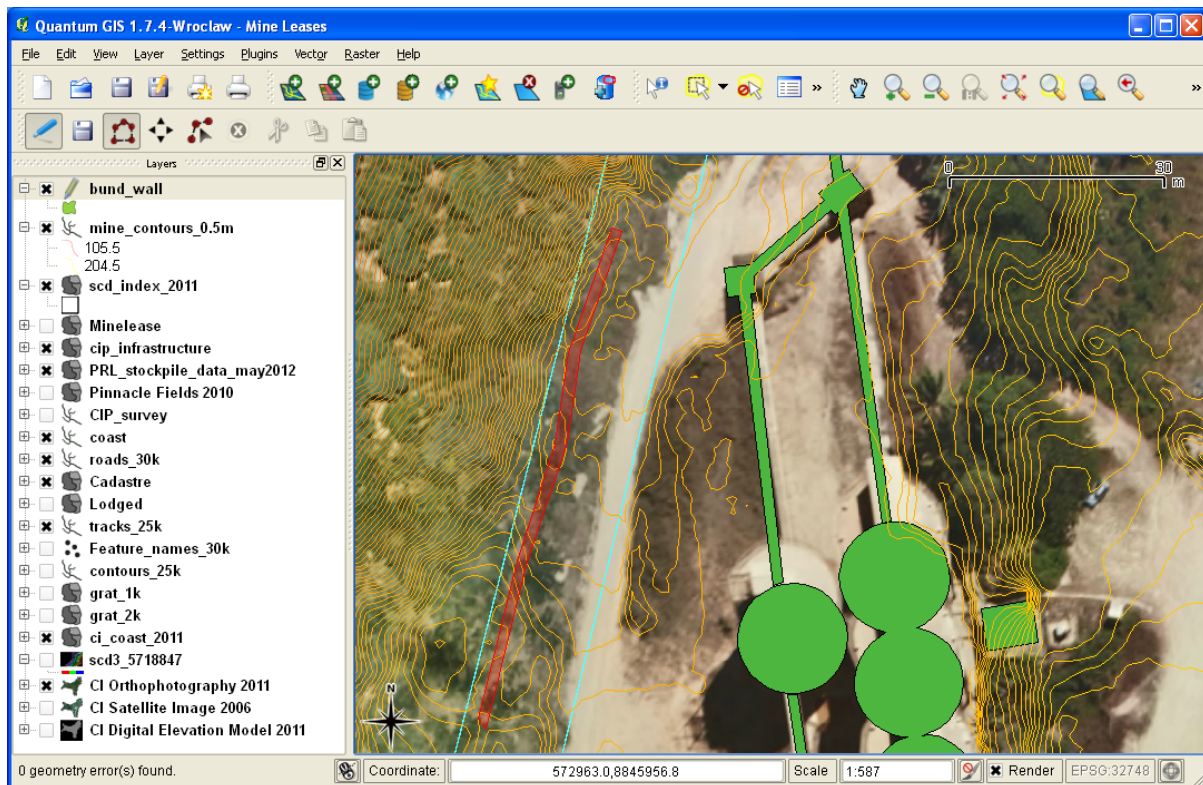 Quantum GIS 1.7.4-Wroclaw - Mine Leases
File Edit View Layer Settings Plugins Vector Raster Help
Layers
bund_wall
mine_contours_0.5m
105.5
204.5
scd_index_2011
Minelease
cip_infrastructure
PRL_stockpile_data_may2012
Pinnacle Fields 2010
CIP_survey
coast
roads_30k
Cadastre
Lodged
tracks_25k
Feature_names_30k
contours_25k
grat_1k
grat_2k
ci_coast_2011
scd3_5718847
CI Orthophotography 2011
CI Satellite Image 2006
CI Digital Elevation Model 2011
0 30
m
N
0 geometry error(s) found. Coordinate: 572963.0,8845956.8 Scale 1:587 Render EPSG:32748